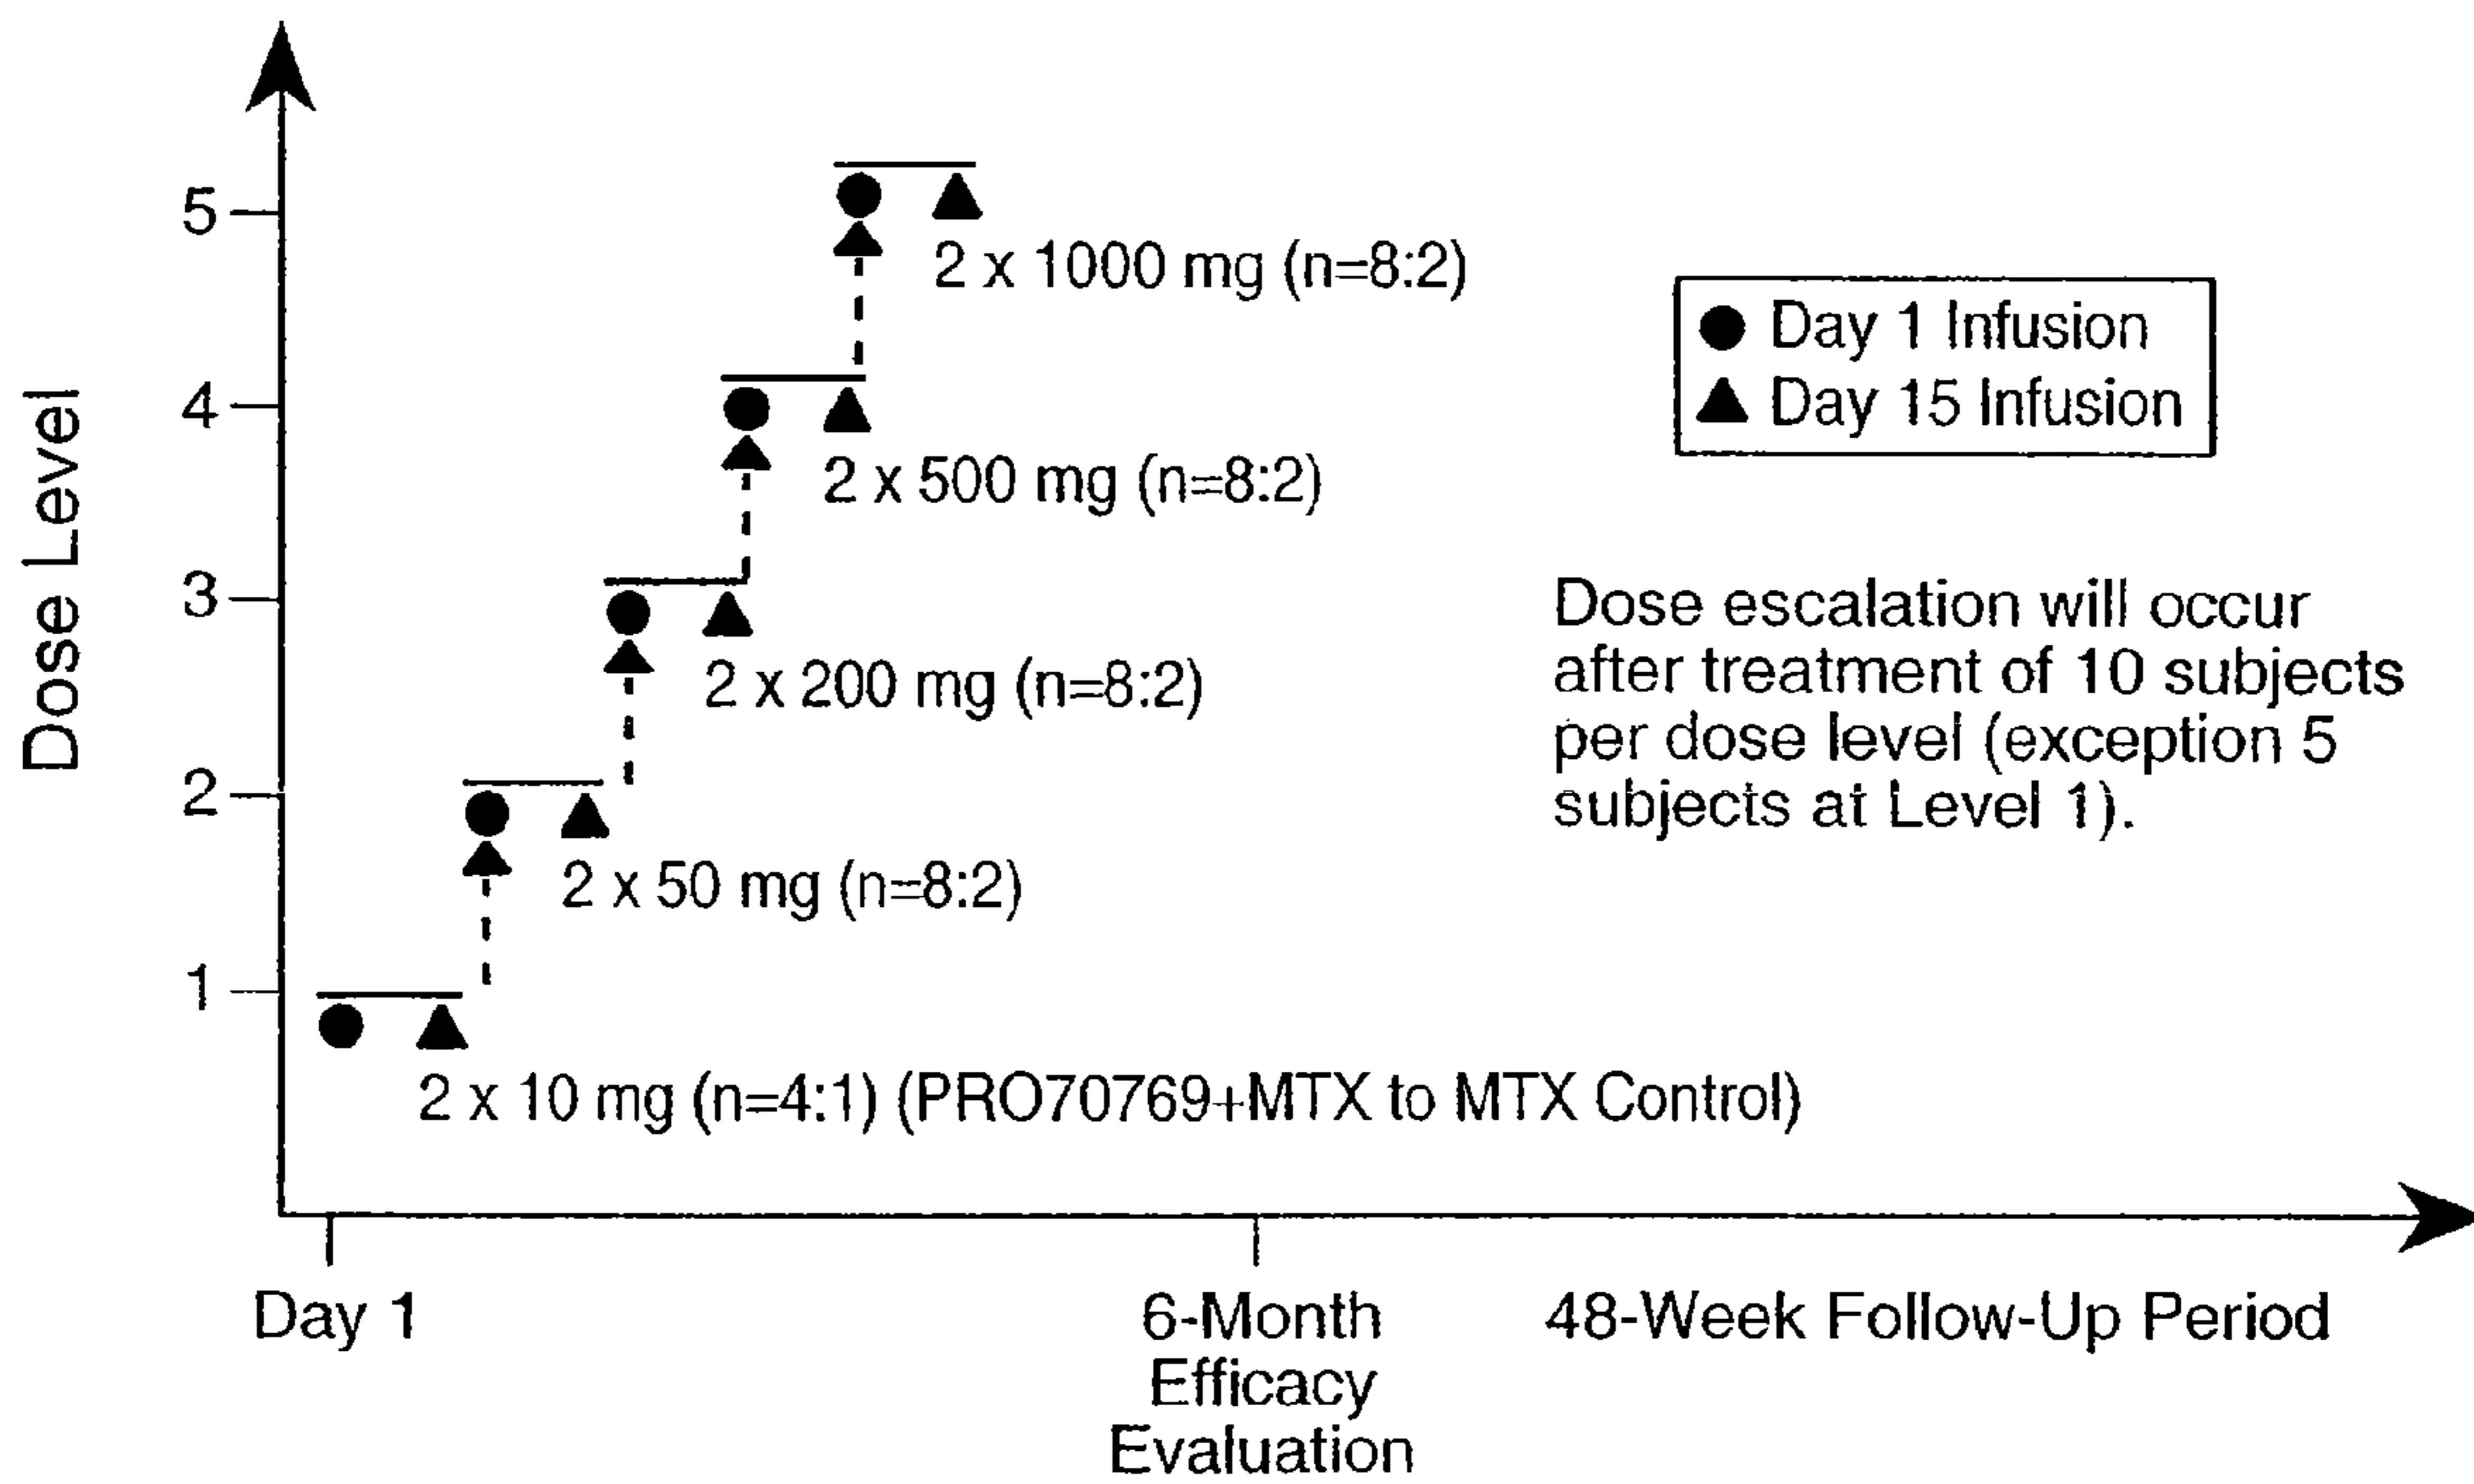 Dose Level
5
4
3
2
1
2 x 1000 mg (n=8:2)
2 x 500 mg (n=8:2)
2 x 200 mg (n=8:2)
2 x 50 mg (n=8:2)
2 x 10 mg (n=4:1) (PRO70769+MTX to MTX Control)
Day 1 Infusion
Day 15 Infusion
Dose escalation will occur
after treatment of 10 subjects
per dose level (exception 5
subjects at Level 1).
Day 1
6-Month
Efficacy
Evaluation
48-Week Follow-Up Period